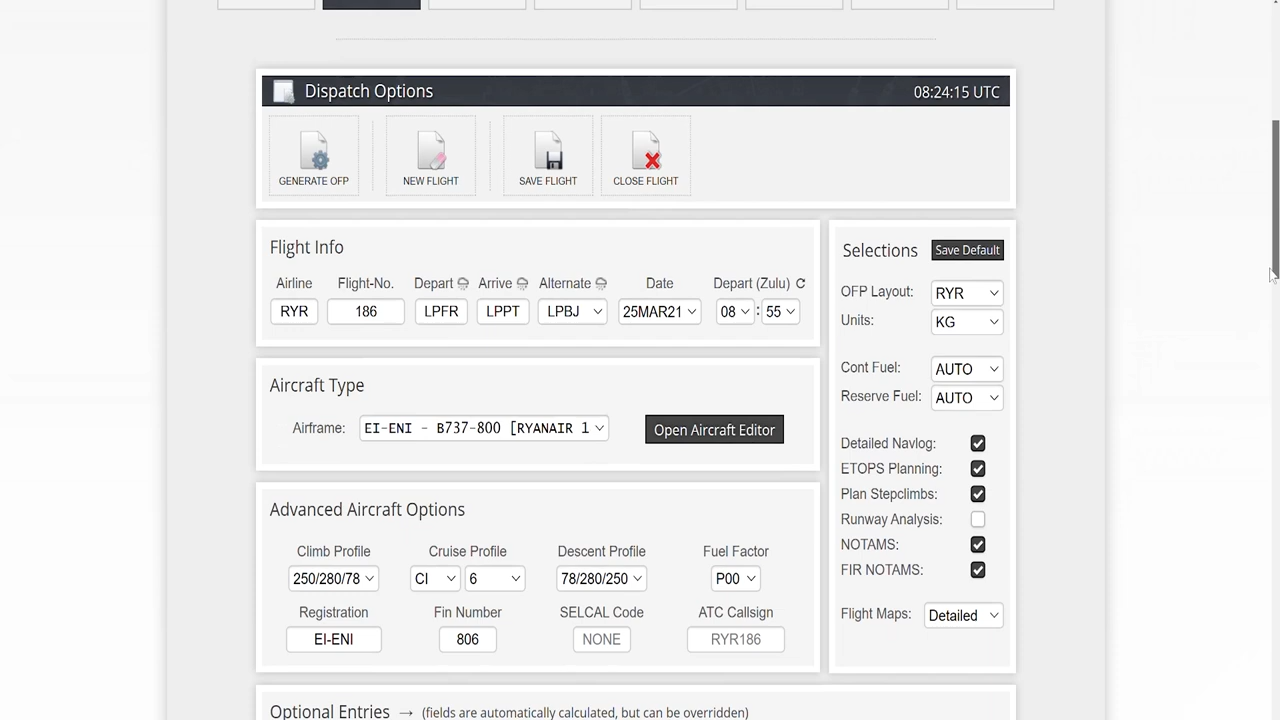 Dispatch Options 08:24:15 UTC
GENERATE OFP NEW FLIGHT SAVE FLIGHT CLOSE FLIGHT
Flight Info
Airline Flight-No. Depart Arrive Alternate Date Depart (Zulu)
RYR 186 LPFR LPPT LPBJ 25MAR21 08 : 55
Aircraft Type
Airframe: EI-ENI - B737-800 [RYANAIR 1 Open Aircraft Editor
Advanced Aircraft Options
Climb Profile Cruise Profile Descent Profile Fuel Factor
250/280/78 CI 6 78/280/250 P00
Registration Fin Number SELCAL Code ATC Callsign
EI-ENI 806 NONE RYR186
Selections Save Default
OFP Layout: RYR
Units: KG
Cont Fuel: AUTO
Reserve Fuel: AUTO
Detailed Navlog:
ETOPS Planning:
Plan Stepclimbs:
Runway Analysis:
NOTAMS:
FIR NOTAMS:
Flight Maps: Detailed
Optional Entries → (fields are automatically calculated, but can be overridden)